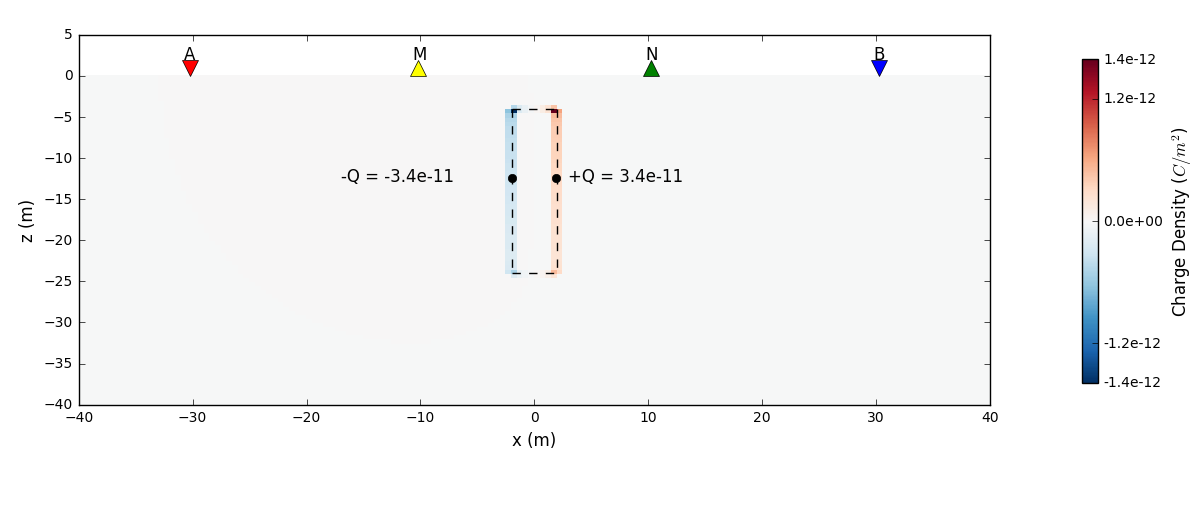 A
M
N
B
5
0
−5
−10
−15
−20
−25
−30
−35
−40
z (m)
-Q = -3.4e-11
+Q = 3.4e-11
−40
−30
−20
−10
0
10
20
30
40
x (m)
1.4e-12
1.2e-12
0.0e+00
-1.2e-12
-1.4e-12
Charge Density (C/m²)